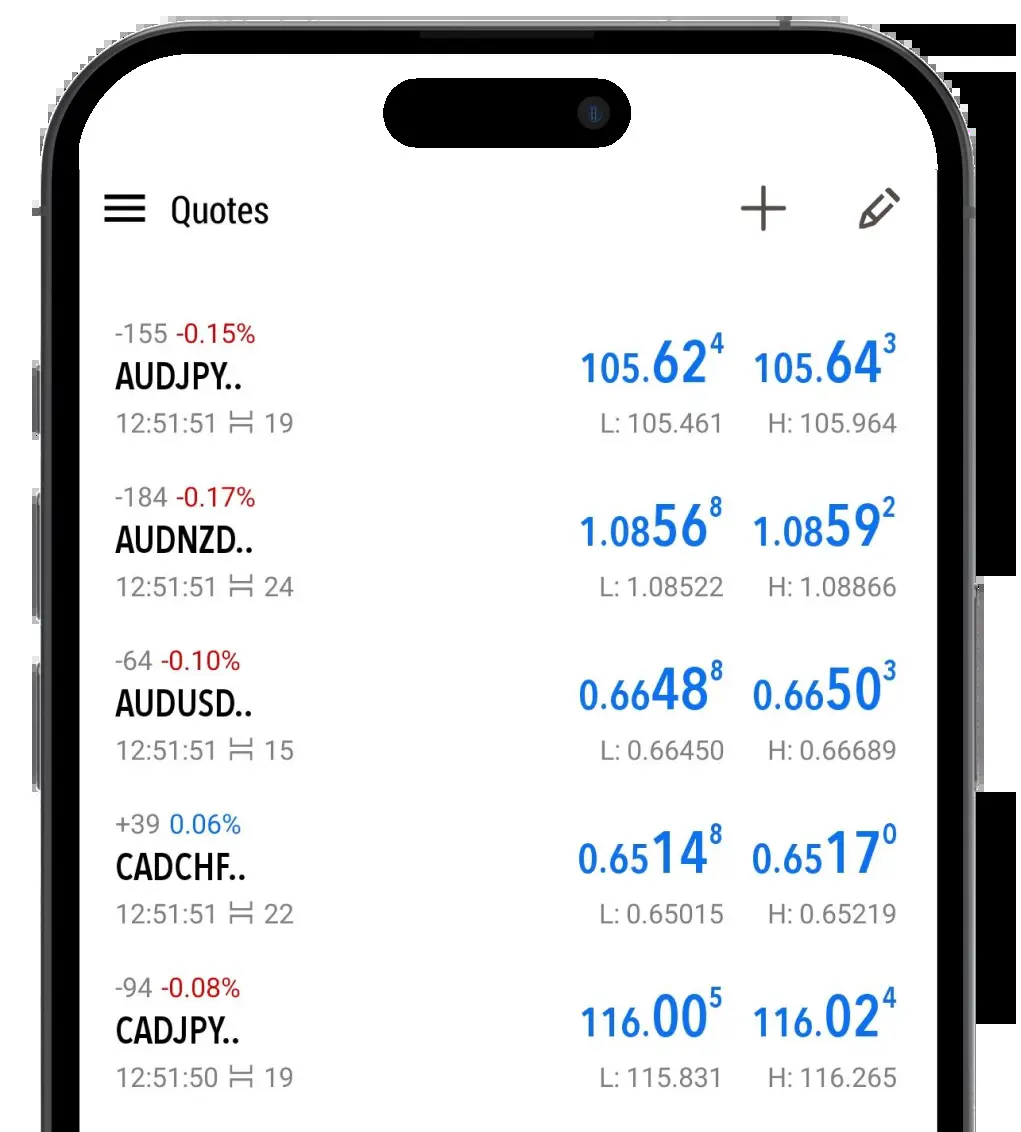 Quotes
-155 -0.15%
AUDJPY.. 105.624 105.643
12:51:51 19 L: 105.461 H: 105.964
-184 -0.17%
AUDNZD.. 1.08568 1.08592
12:51:51 24 L: 1.08522 H: 1.08866
-64 -0.10%
AUDUSD.. 0.66488 0.66503
12:51:51 15 L: 0.66450 H: 0.66689
+39 0.06%
CADCHF.. 0.65148 0.65170
12:51:51 22 L: 0.65015 H: 0.65219
-94 -0.08%
CADJPY.. 116.005 116.024
12:51:50 19 L: 115.831 H: 116.265